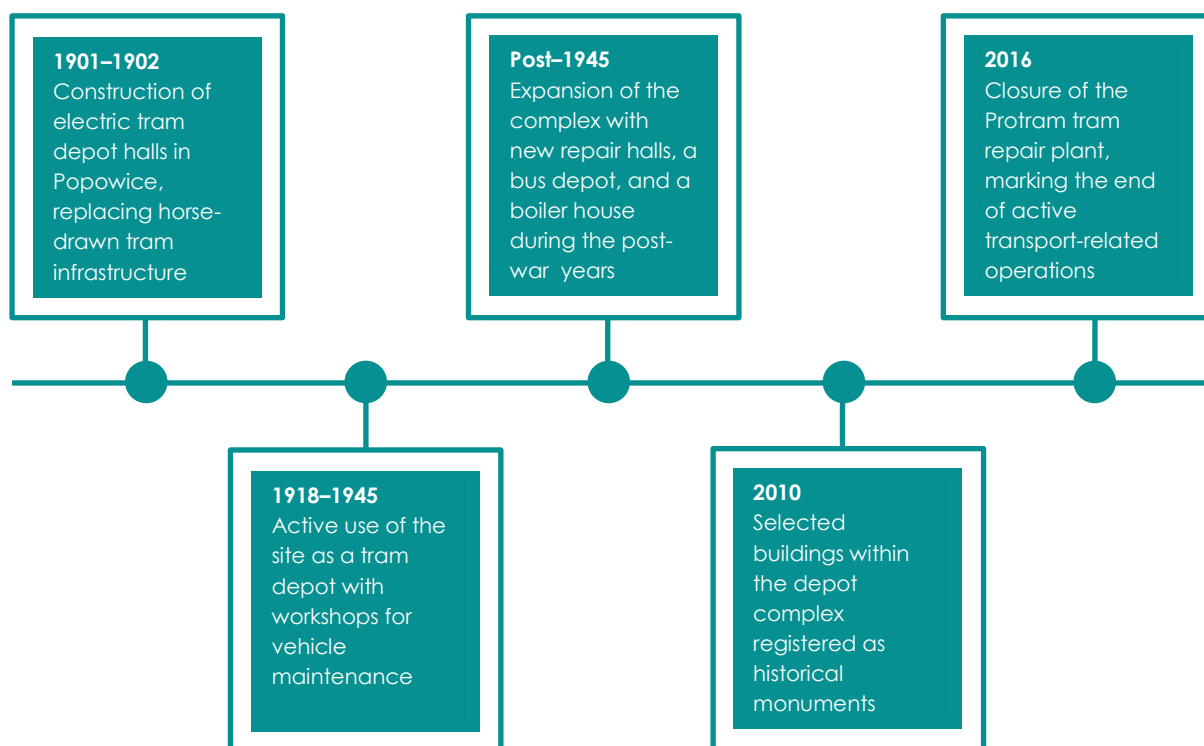 1901–1902
Construction of
electric tram
depot halls in
Popowice,
replacing horse-
drawn tram
infrastructure
1918–1945
Active use of the
site as a tram
depot with
workshops for
vehicle
maintenance
Post–1945
Expansion of the
complex with
new repair halls, a
bus depot, and a
boiler house
during the post-
war years
2010
Selected
buildings within
the depot
complex
registered as
historical
monuments
2016
Closure of the
Protram tram
repair plant,
marking the end
of active
transport-related
operations